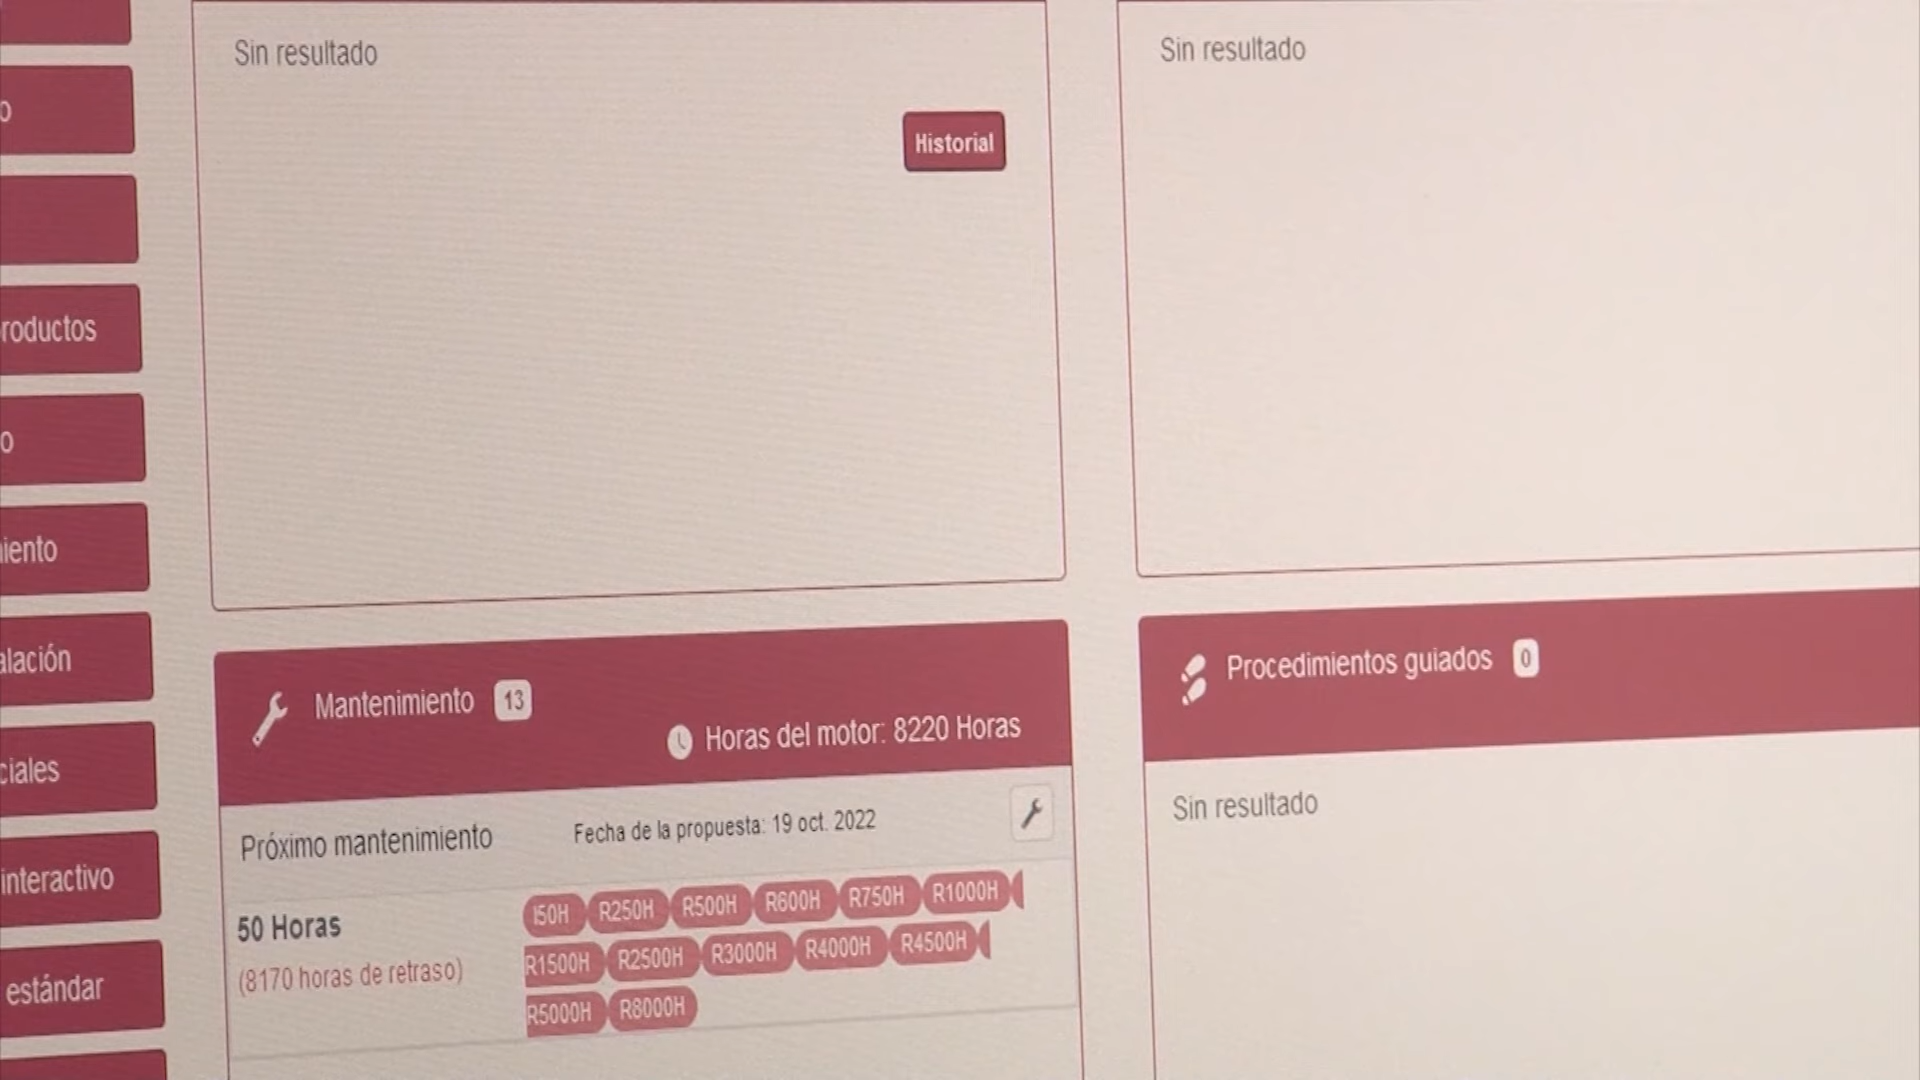 Sin resultado
Historial
Sin resultado
o
roductos
o
iento
alación
ciales
interactivo
estándar
Mantenimiento 13
Horas del motor: 8220 Horas
Próximo mantenimiento
Fecha de la propuesta: 19 oct. 2022
50 Horas
(8170 horas de retraso)
I50H R250H R500H R600H R750H R1000H
R1500H R2500H R3000H R4000H R4500H
R5000H R8000H
Procedimientos guiados 0
Sin resultado